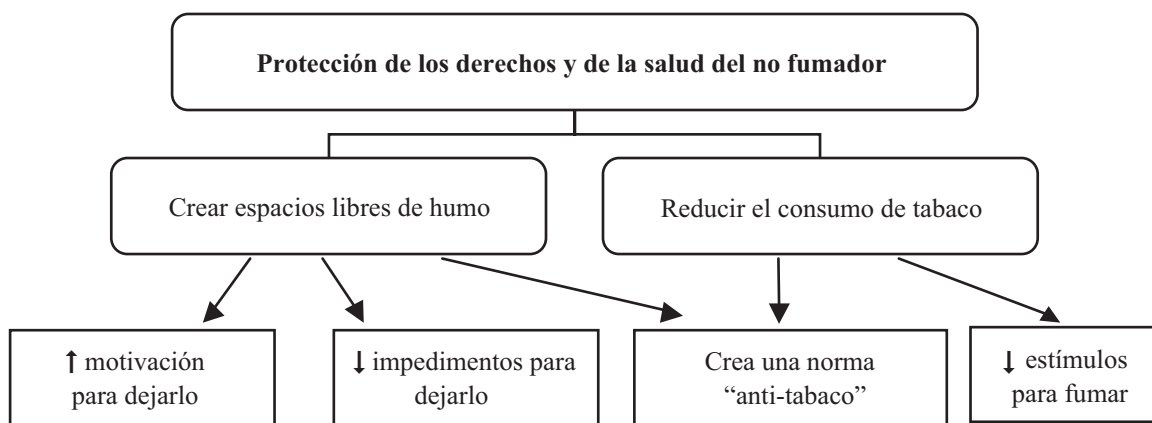 Protección de los derechos y de la salud del no fumador
Crear espacios libres de humo
Reducir el consumo de tabaco
↑ motivación
para dejarlo
↓ impedimentos para
dejarlo
Crea una norma
“anti-tabaco”
↓ estímulos
para fumar